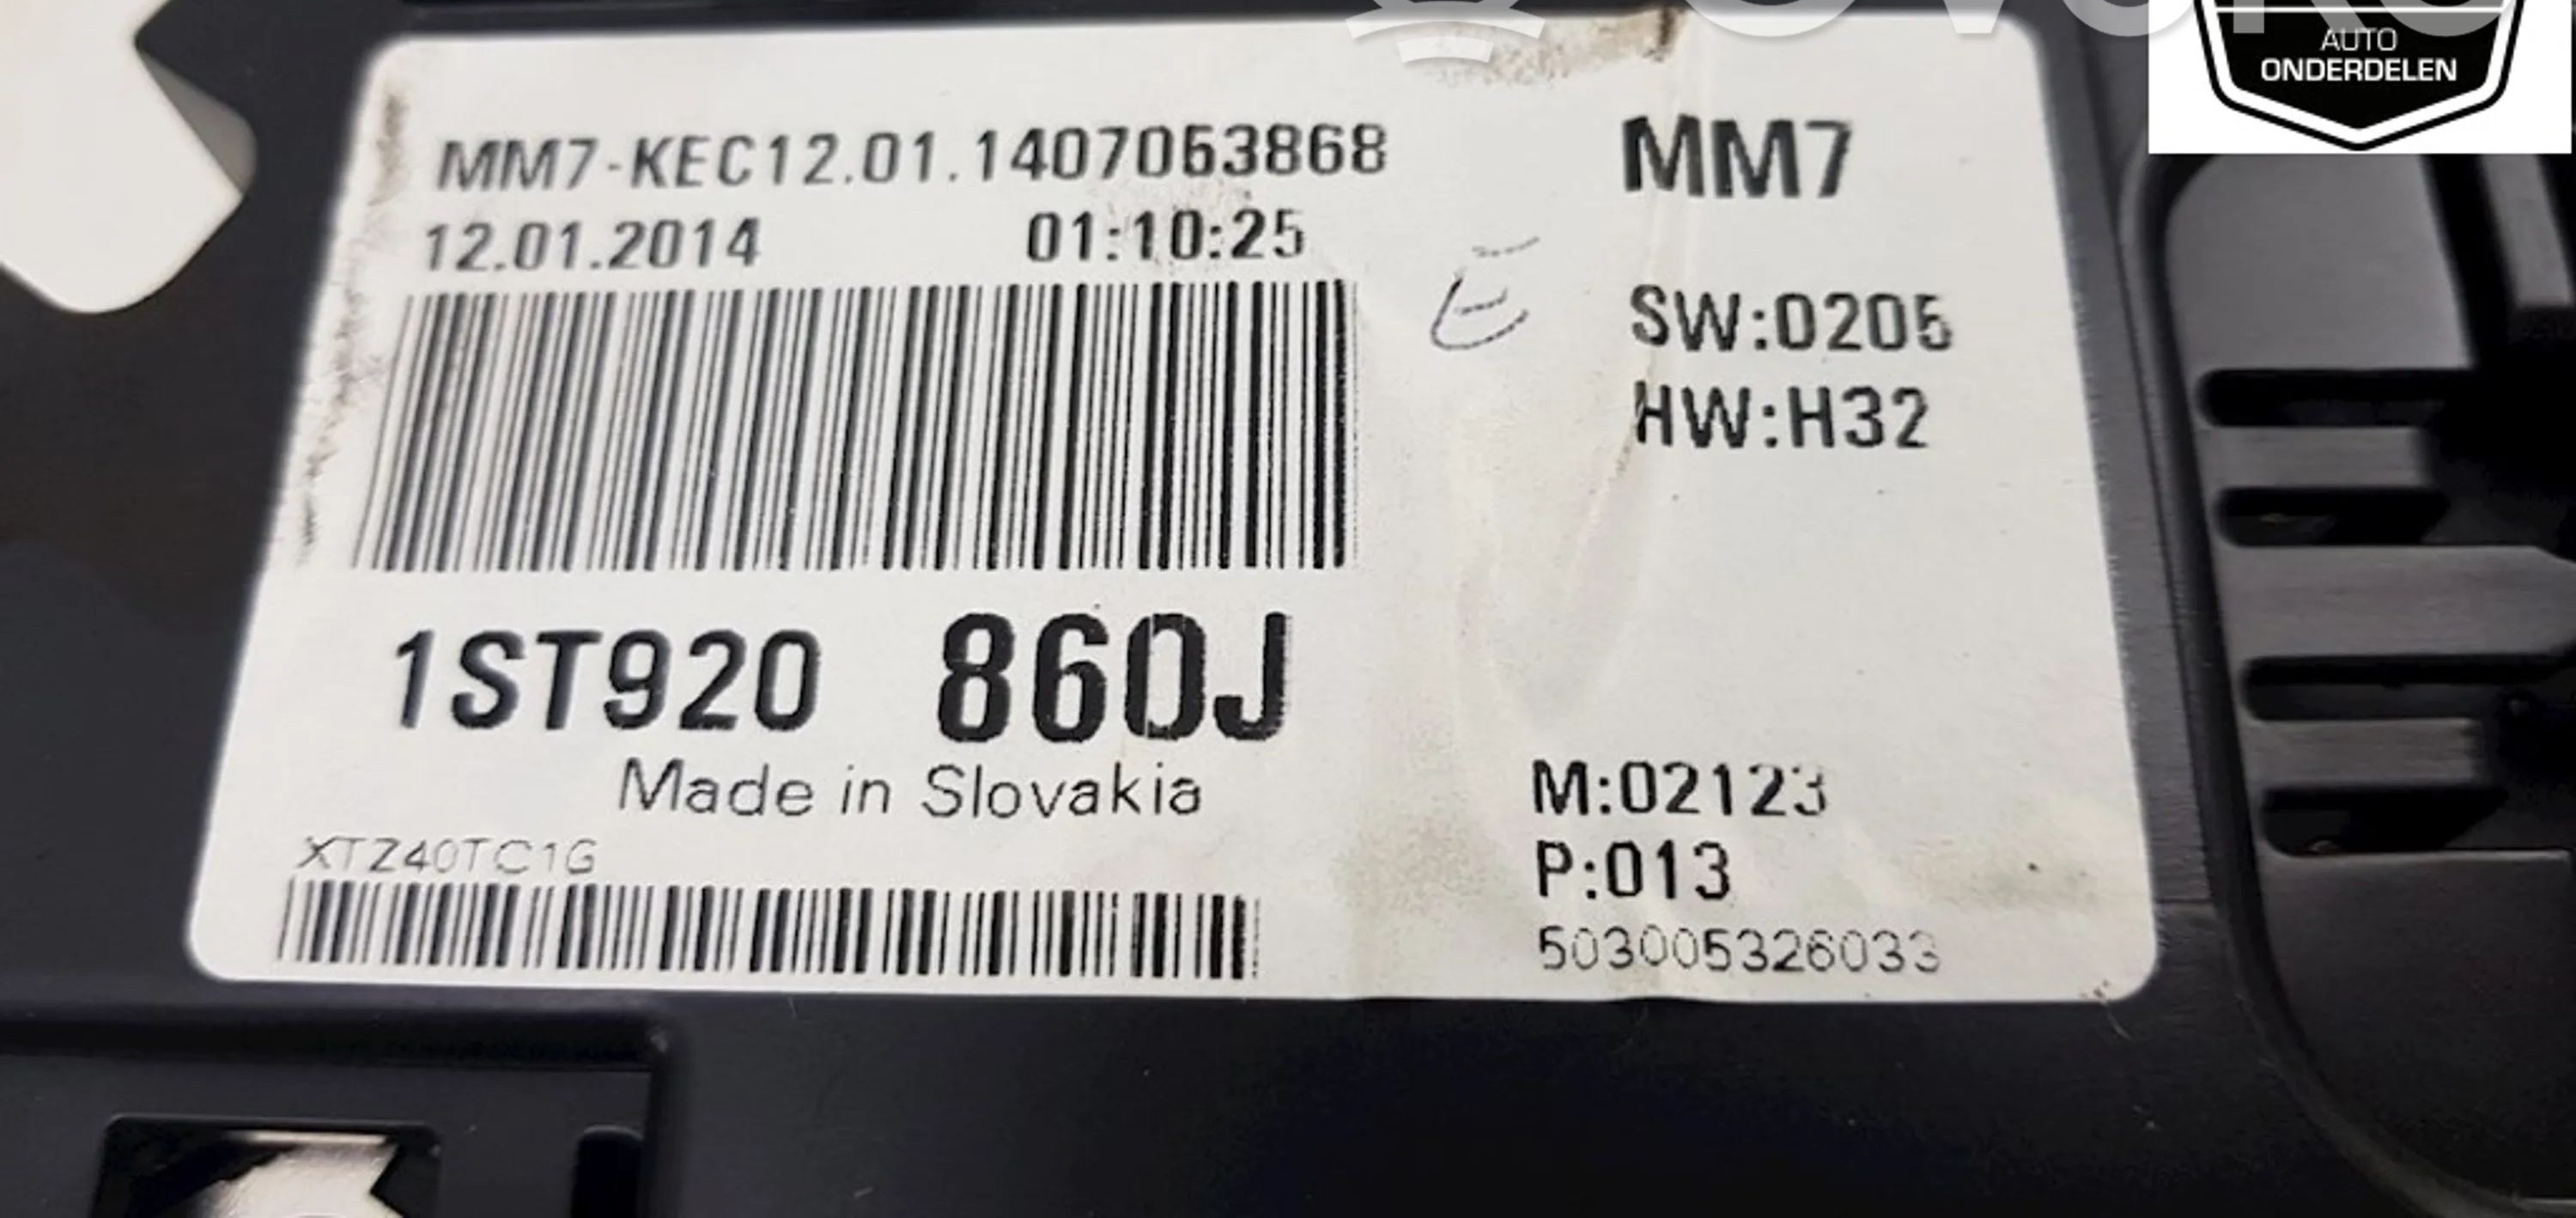 AUTO
ONDERDELEN
MM7-KEC12.01.1407053868
12.01.2014 01:10:25
MM7
E
SW:0205
HW:H32
1ST920 860J
Made in Slovakia
XTZ40TC1G
M:02123
P:013
503005326033